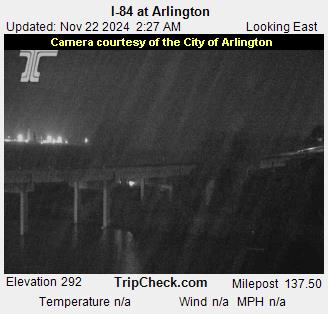 I-84 at Arlington
Updated: Nov 22 2024 2:27 AM Looking East
Camera courtesy of the City of Arlington
Elevation 292 TripCheck.com Milepost 137.50
Temperature n/a Wind n/a MPH n/a